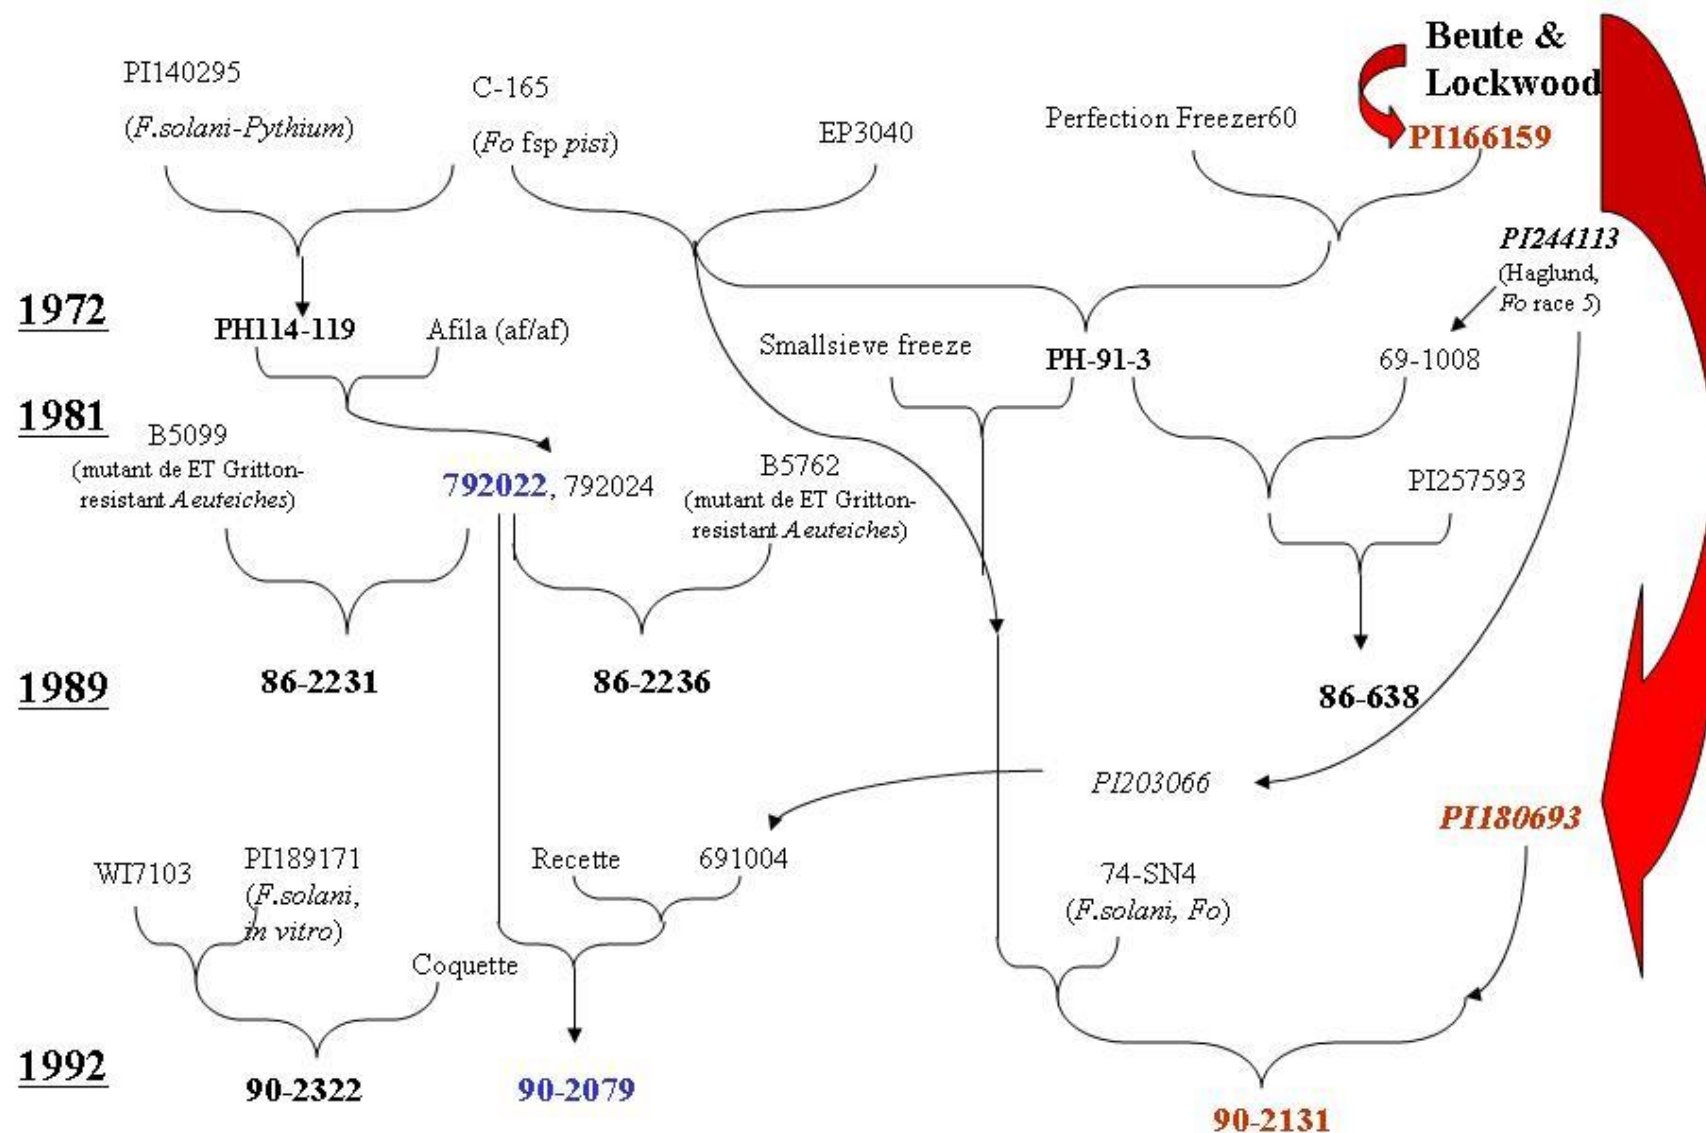 Beute &
Lockwood
PI166159
PI140295
(F.solani-Pythium)
C-165
(Fo fsp pisi)
EP3040
Perfection Freezer60
PI244113
(Haglund,
Fo race 5)
1972
PH114-119
Afila (af/af)
Smallsieve freeze
PH-91-3
69-1008
1981
B5099
(mutant de ET Gritton-
resistant Aeuteiches)
792022, 792024
B5762
(mutant de ET Gritton-
resistant Aeuteiches)
PI257593
1989
86-2231
86-2236
86-638
PI203066
PI180693
WI7103
PI189171
(F.solani,
in vitro)
Recette
691004
74-SN4
(F.solani, Fo)
Coquette
1992
90-2322
90-2079
90-2131